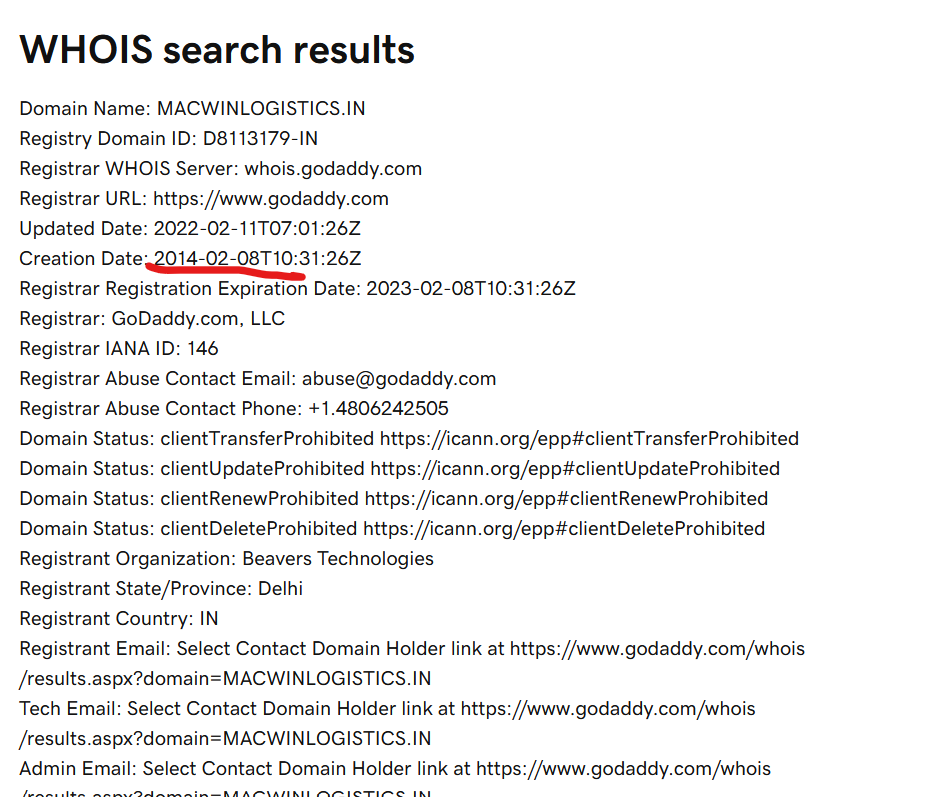 WHOIS search results
Domain Name: MACWINLOGISTICS.IN
Registry Domain ID: D8113179-IN
Registrar WHOIS Server: whois.godaddy.com
Registrar URL: https://www.godaddy.com
Updated Date: 2022-02-11T07:01:26Z
Creation Date: 2014-02-08T10:31:26Z
Registrar Registration Expiration Date: 2023-02-08T10:31:26Z
Registrar: GoDaddy.com, LLC
Registrar IANA ID: 146
Registrar Abuse Contact Email: abuse@godaddy.com
Registrar Abuse Contact Phone: +1.4806242505
Domain Status: clientTransferProhibited https://icann.org/epp#clientTransferProhibited
Domain Status: clientUpdateProhibited https://icann.org/epp#clientUpdateProhibited
Domain Status: clientRenewProhibited https://icann.org/epp#clientRenewProhibited
Domain Status: clientDeleteProhibited https://icann.org/epp#clientDeleteProhibited
Registrant Organization: Beavers Technologies
Registrant State/Province: Delhi
Registrant Country: IN
Registrant Email: Select Contact Domain Holder link at https://www.godaddy.com/whois
/results.aspx?domain=MACWINLOGISTICS.IN
Tech Email: Select Contact Domain Holder link at https://www.godaddy.com/whois
/results.aspx?domain=MACWINLOGISTICS.IN
Admin Email: Select Contact Domain Holder link at https://www.godaddy.com/whois
/results.aspx?domain=MACWINLOGISTICS.IN